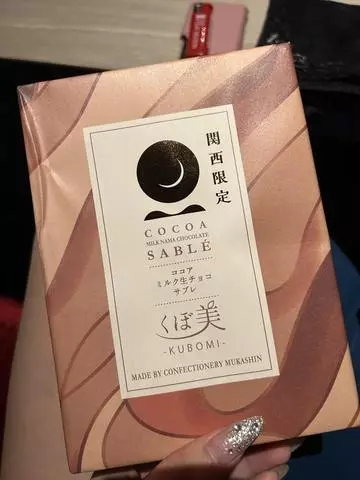 関西限定
COCOA
MILK NAMA CHOCOLATE
SABLÉ
ココア
ミルク生チョコ
サブレ
くぼ美
-KUBOMI-
MADE BY CONFECTIONERY MUKASHIN